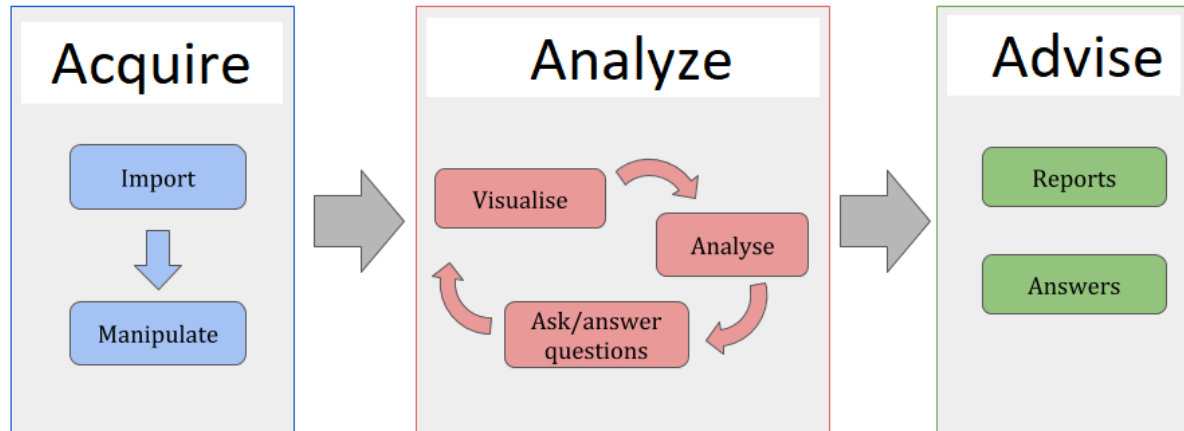 Acquire
Import
Manipulate
Analyze
Visualise
Analyse
Ask/answer
questions
Advise
Reports
Answers